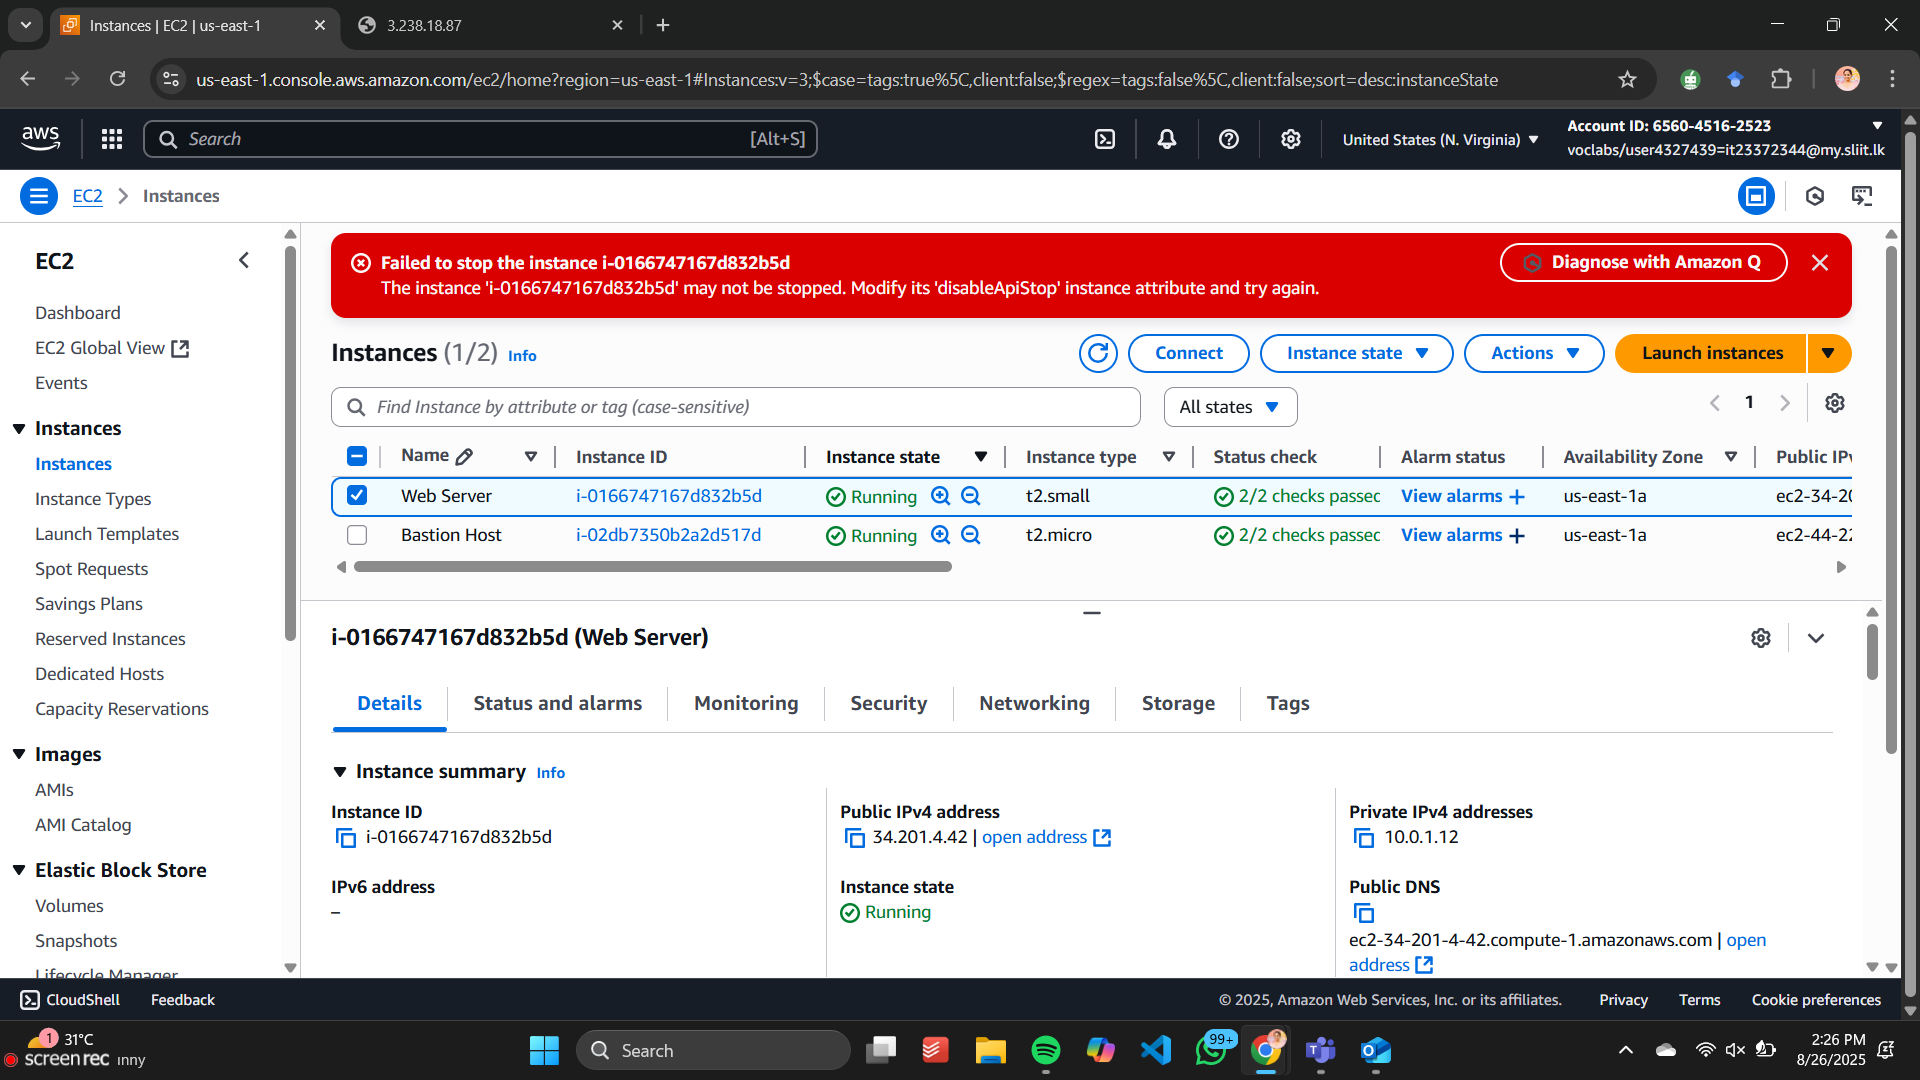 Instances | EC2 | us-east-1
3.238.18.87
us-east-1.console.aws.amazon.com/ec2/home?region=us-east-1#Instances:v=3;$case=tags:true%5C,client:false;$regex=tags:false%5C,client:false;sort=desc:instanceState
aws
Search
[Alt+S]
United States (N. Virginia)
Account ID: 6560-4516-2523
voclabs/user4327439=it23372344@my.sliit.lk
EC2
Instances
EC2
Dashboard
EC2 Global View
Events
Instances
Instances
Instance Types
Launch Templates
Spot Requests
Savings Plans
Reserved Instances
Dedicated Hosts
Capacity Reservations
Images
AMIs
AMI Catalog
Elastic Block Store
Volumes
Snapshots
Lifecycle Manager
Failed to stop the instance i-0166747167d832b5d
The instance 'i-0166747167d832b5d' may not be stopped. Modify its 'disableApiStop' instance attribute and try again.
Diagnose with Amazon Q
Instances (1/2) Info
Connect
Instance state
Actions
Launch instances
Find Instance by attribute or tag (case-sensitive)
All states
1
Name Instance ID Instance state Instance type Status check Alarm status Availability Zone Public IPv
Web Server i-0166747167d832b5d Running t2.small 2/2 checks passec View alarms us-east-1a ec2-34-20
Bastion Host i-02db7350b2a2d517d Running t2.micro 2/2 checks passec View alarms us-east-1a ec2-44-22
i-0166747167d832b5d (Web Server)
Details
Status and alarms
Monitoring
Security
Networking
Storage
Tags
Instance summary Info
Instance ID
i-0166747167d832b5d
IPv6 address
–
Public IPv4 address
34.201.4.42 | open address
Instance state
Running
Private IPv4 addresses
10.0.1.12
Public DNS
ec2-34-201-4-42.compute-1.amazonaws.com | open
address
CloudShell
Feedback
© 2025, Amazon Web Services, Inc. or its affiliates.
Privacy
Terms
Cookie preferences
1
31°C
screenrec
inny
Search
99+
2:26 PM
8/26/2025